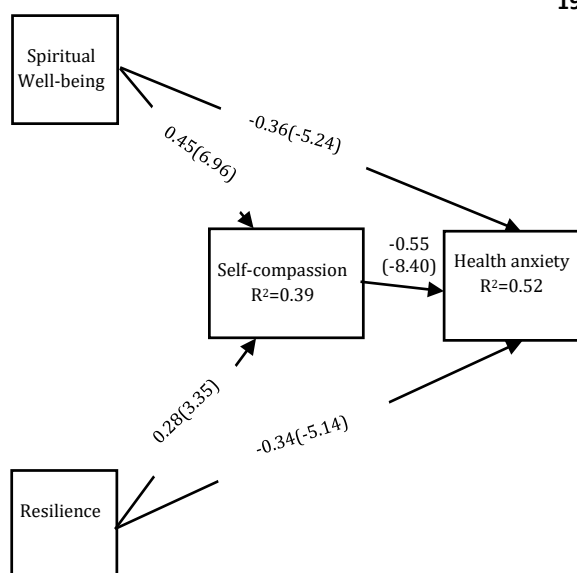 19
Spiritual
Well-being
-0.36(-5.24)
0.45(6.96)
-0.55
(-8.40)
Self-compassion
R²=0.39
Health anxiety
R²=0.52
0.28(3.35)
-0.34(-5.14)
Resilience